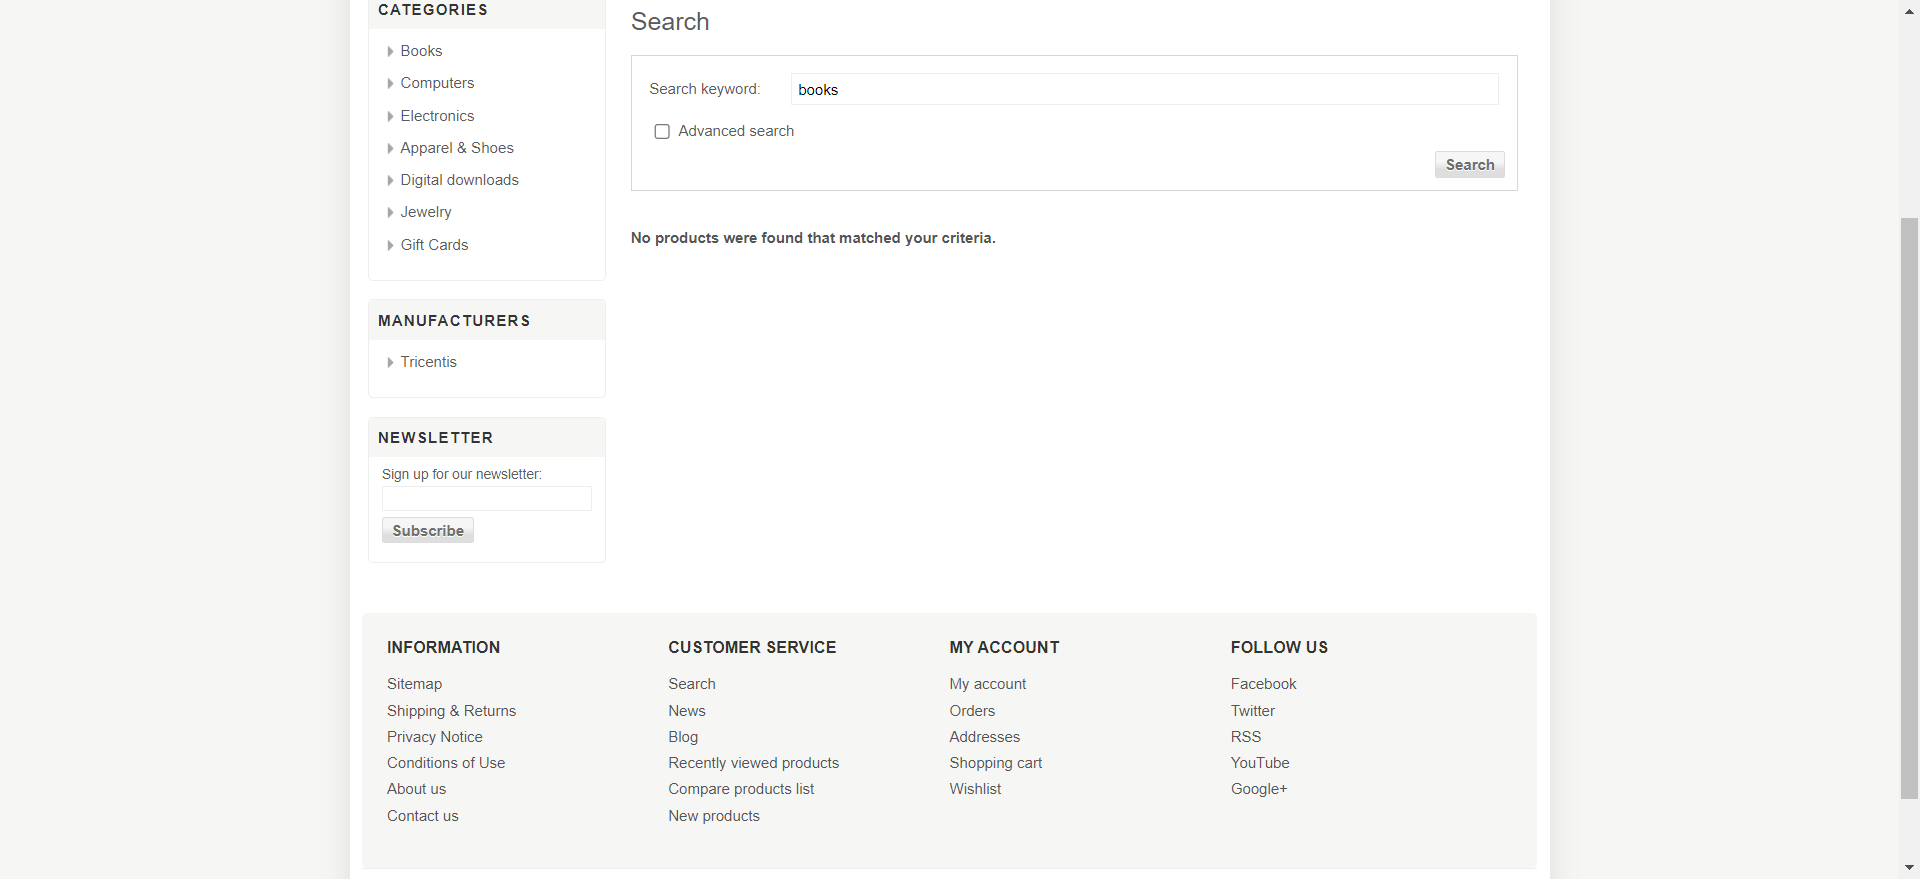 CATEGORIES
Books
Computers
Electronics
Apparel & Shoes
Digital downloads
Jewelry
Gift Cards
MANUFACTURERS
Tricentis
NEWSLETTER
Sign up for our newsletter:
Subscribe
Search
Search keyword: books
Advanced search
Search
No products were found that matched your criteria.
INFORMATION
Sitemap
Shipping & Returns
Privacy Notice
Conditions of Use
About us
Contact us
CUSTOMER SERVICE
Search
News
Blog
Recently viewed products
Compare products list
New products
MY ACCOUNT
My account
Orders
Addresses
Shopping cart
Wishlist
FOLLOW US
Facebook
Twitter
RSS
YouTube
Google+